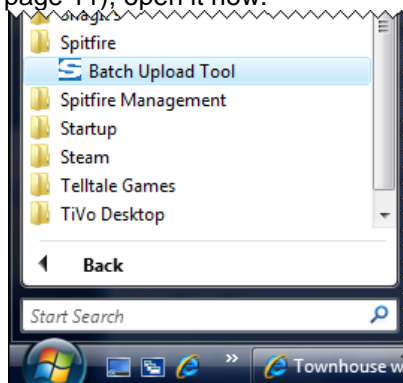 page 11), open it now.
Spitfire
Batch Upload Tool
Spitfire Management
Startup
Steam
Telltale Games
TiVo Desktop
Back
Start Search
»
Townhouse w